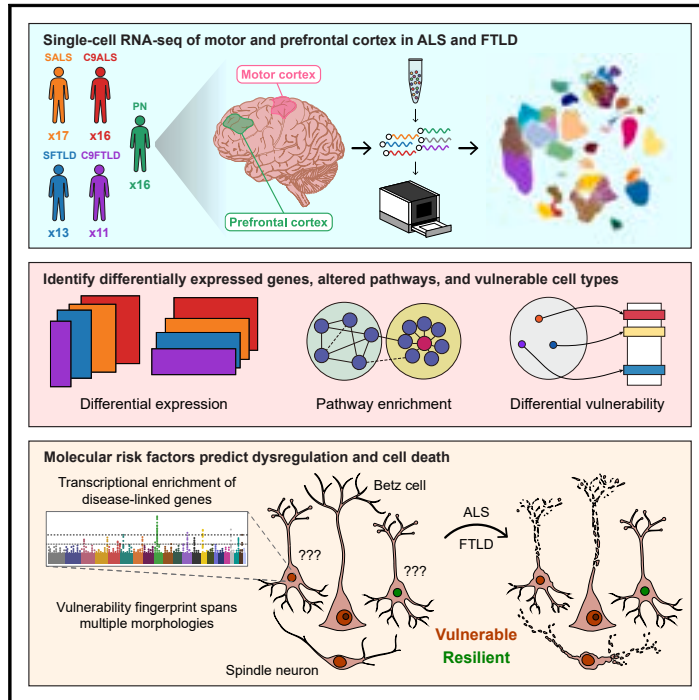 Single-cell RNA-seq of motor and prefrontal cortex in ALS and FTLD
SALS
C9ALS
x17
x16
PN
x16
SFTLD
C9FTLD
x13
x11
Motor cortex
Prefrontal cortex
Identify differentially expressed genes, altered pathways, and vulnerable cell types
Differential expression
Pathway enrichment
Differential vulnerability
Molecular risk factors predict dysregulation and cell death
Transcriptional enrichment of
disease-linked genes
Betz cell
ALS
FTLD
???
???
Vulnerability fingerprint spans
multiple morphologies
Vulnerable
Resilient
Spindle neuron